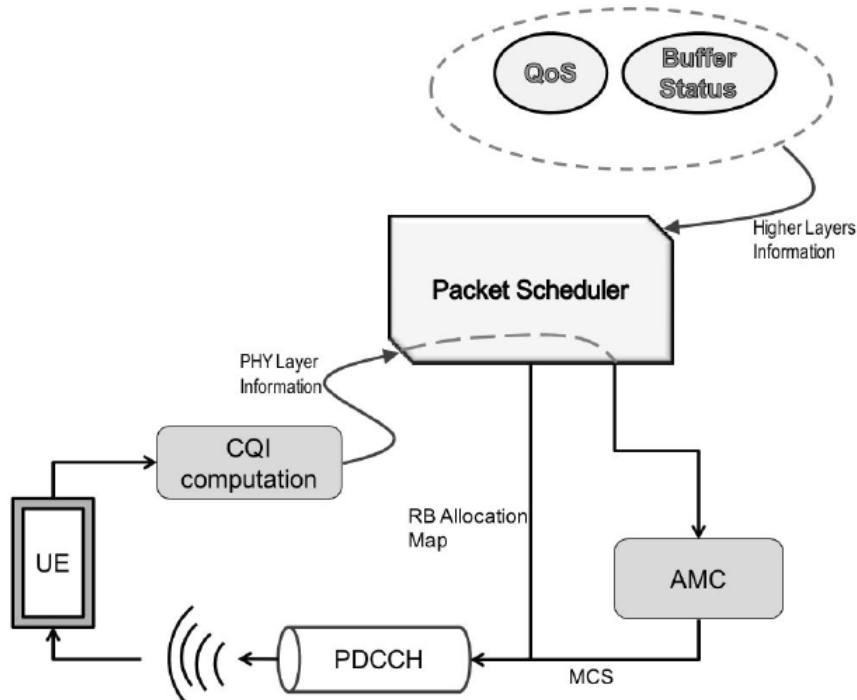 QoS
Buffer
Status
Higher Layers
Information
Packet Scheduler
PHY Layer
Information
CQI
computation
RB Allocation
Map
UE
AMC
PDCCH
MCS